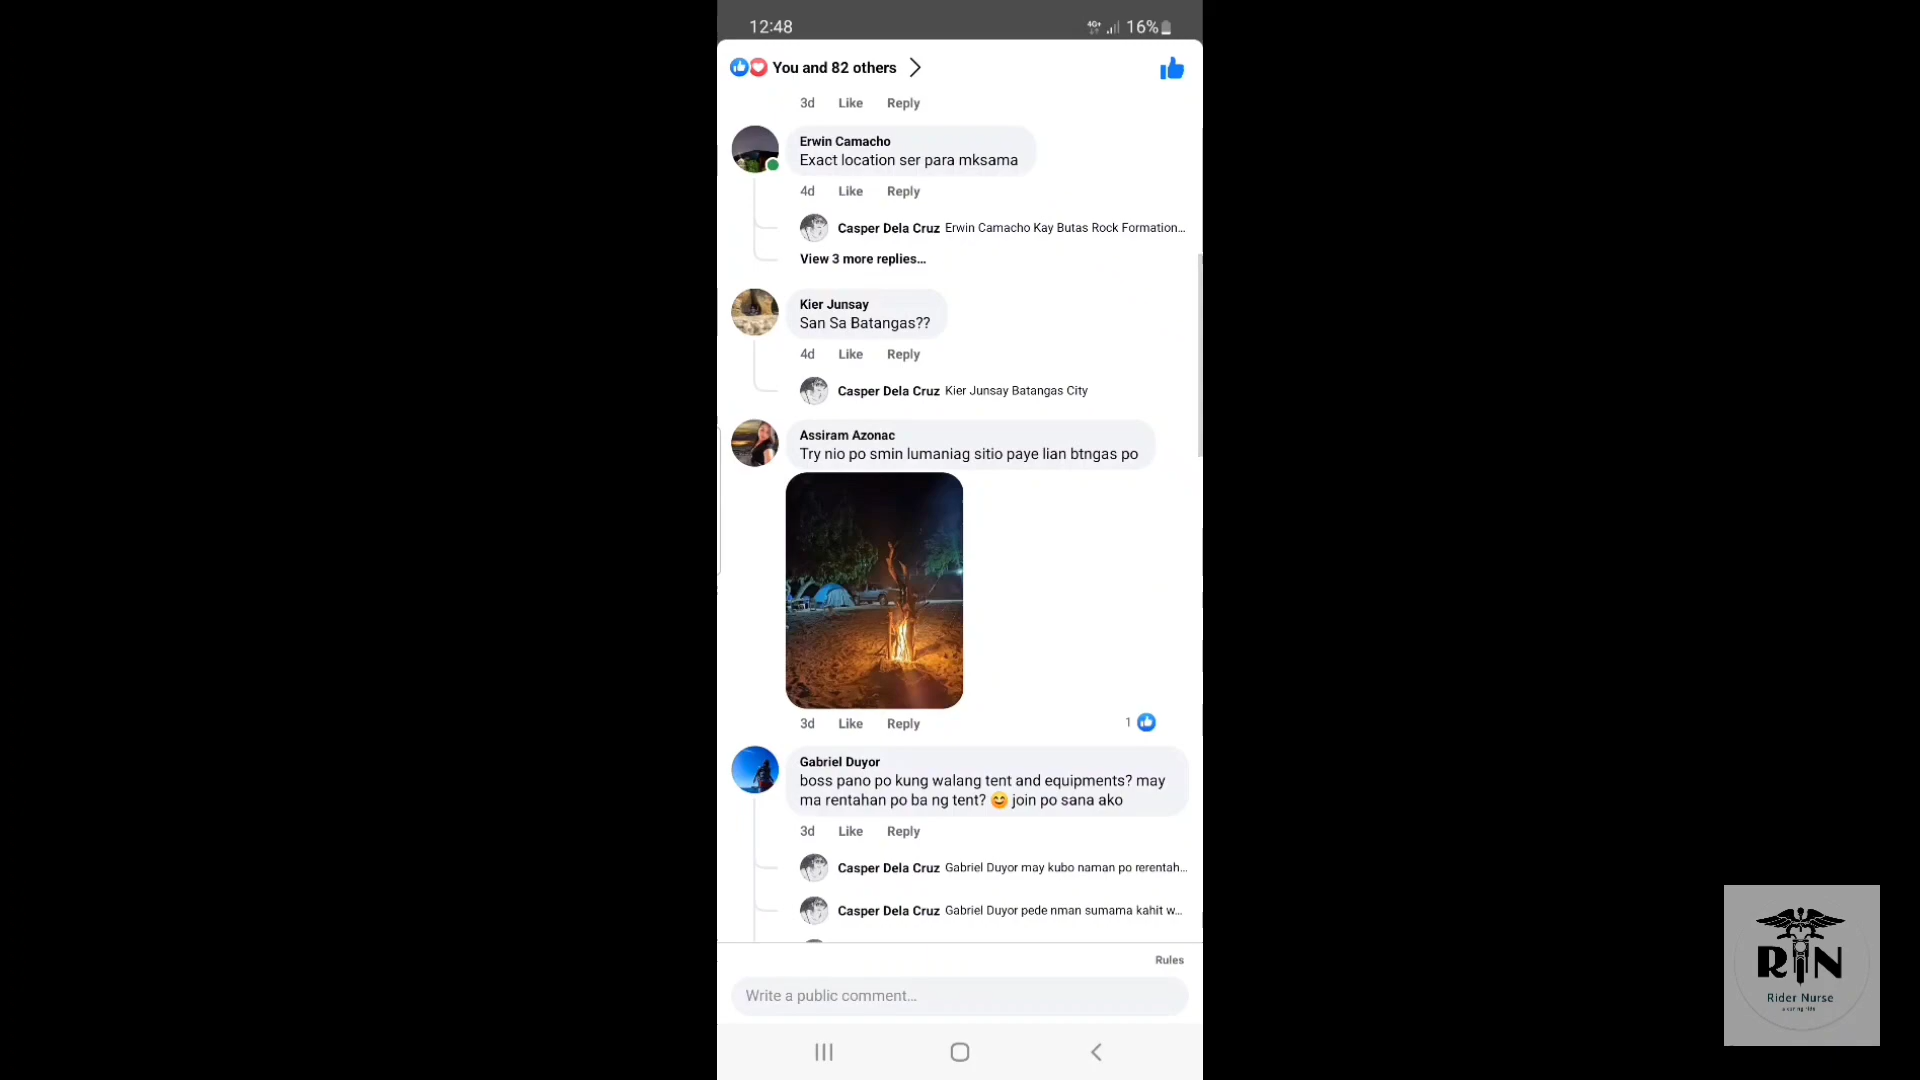 12:48
4G+ 16%
You and 82 others
3d Like Reply
Erwin Camacho
Exact location ser para mksama
4d Like Reply
Casper Dela Cruz Erwin Camacho Kay Butas Rock Formation...
View 3 more replies...
Kier Junsay
San Sa Batangas??
4d Like Reply
Casper Dela Cruz Kier Junsay Batangas City
Assiram Azonac
Try nio po smin lumaniag sitio paye lian btngas po
3d Like Reply
1
Gabriel Duyor
boss pano po kung walang tent and equipments? may
ma rentahan po ba ng tent? 😄 join po sana ako
3d Like Reply
Casper Dela Cruz Gabriel Duyor may kubo naman po rerentah...
Casper Dela Cruz Gabriel Duyor pede nman sumama kahit w...
Rules
Write a public comment...
RN
Rider Nurse